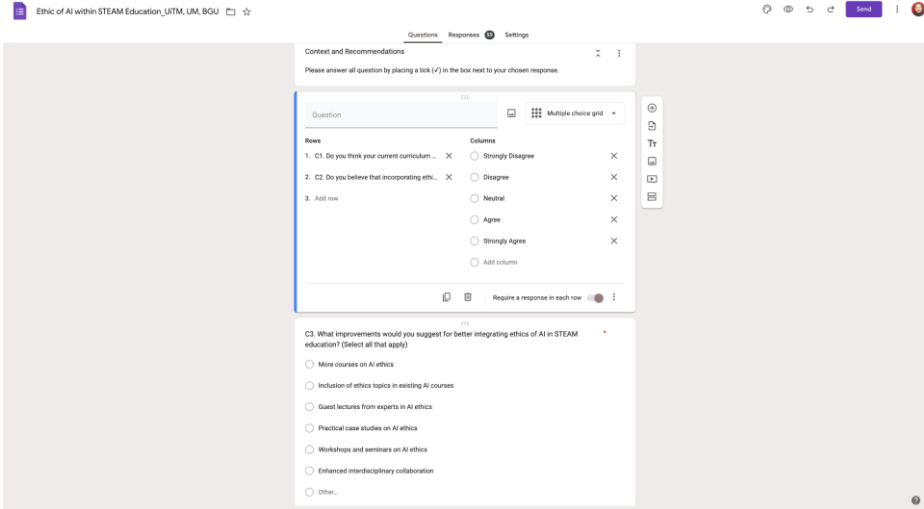 Ethic of AI within STEAM Education_UiTM, UM, BGU
Send
Questions Responses Settings
Context and Recommendations
Please answer all question by placing a tick (✓) in the box next to your chosen response.
Question
Multiple choice grid
Rows Columns
1. C1. Do you think your current curriculum ... Strongly Disagree
2. C2. Do you believe that incorporating ethi... Disagree
3. Add row Neutral
Agree
Strongly Agree
Add column
Require a response in each row
C3. What improvements would you suggest for better integrating ethics of AI in STEAM *
education? (Select all that apply)
More courses on AI ethics
Inclusion of ethics topics in existing AI courses
Guest lectures from experts in AI ethics
Practical case studies on AI ethics
Workshops and seminars on AI ethics
Enhanced interdisciplinary collaboration
Other...